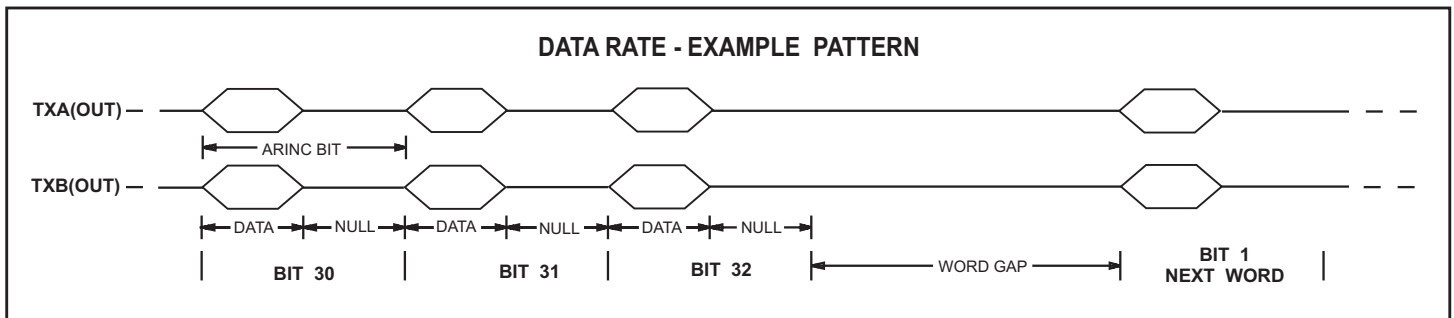 DATA RATE - EXAMPLE PATTERN
TXA(OUT)
ARINC BIT
TXB(OUT)
DATA NULL DATA NULL DATA NULL
BIT 30 BIT 31 BIT 32 WORD GAP BIT 1
NEXT WORD